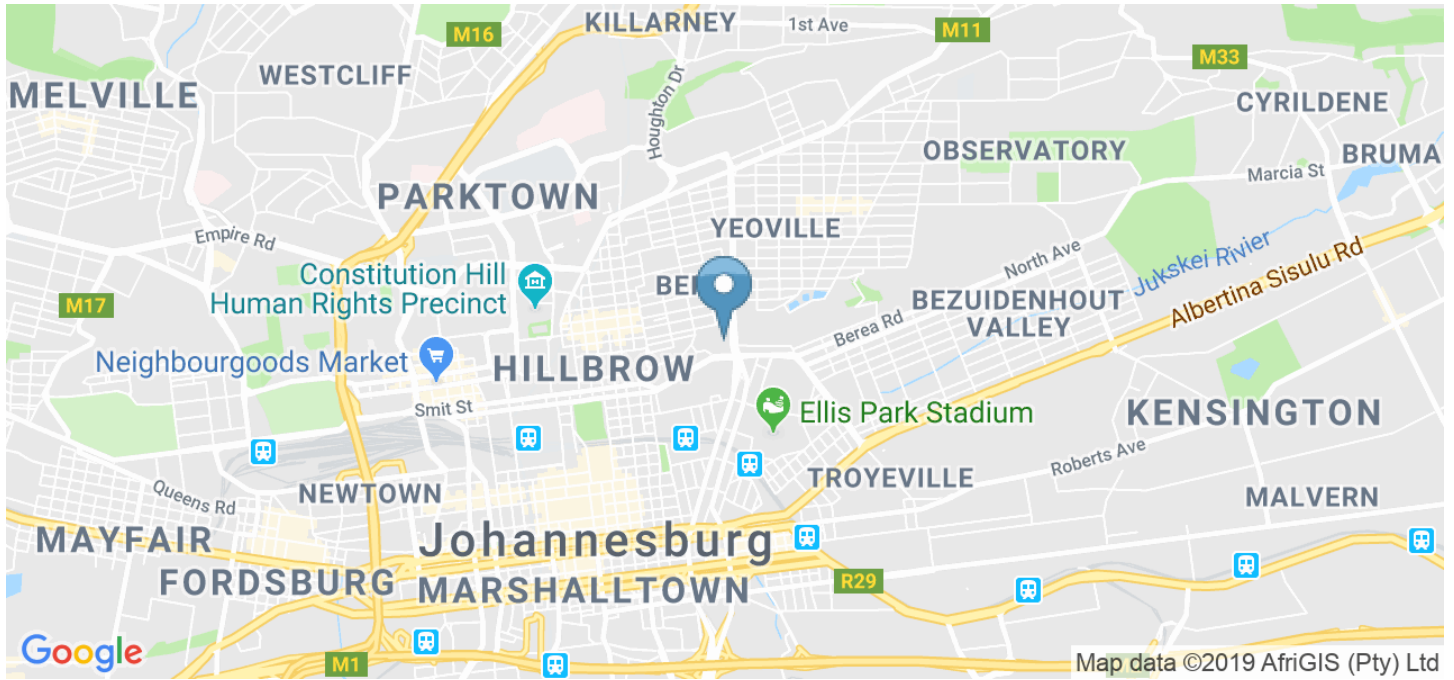 KILLARNEY
1st Ave
M11
M16
M33
WESTCLIFF
MELVILLE
Houghton Dr
CYRILDENE
OBSERVATORY
BRUMA
Marcia St
PARKTOWN
YEOVILLE
Empire Rd
North Ave
Jukskei Rivier
Albertina Sisulu Rd
Constitution Hill
Human Rights Precinct
M17
BEZUIDENHOUT
VALLEY
Berea Rd
Neighbourgoods Market
HILLBROW
Smit St
Ellis Park Stadium
KENSINGTON
Roberts Ave
TROYEVILLE
NEWTOWN
Queens Rd
MALVERN
MAYFAIR
Johannesburg
FORDSBURG
MARSHALLTOWN
R29
Google
M1
Map data ©2019 AfriGIS (Pty) Ltd